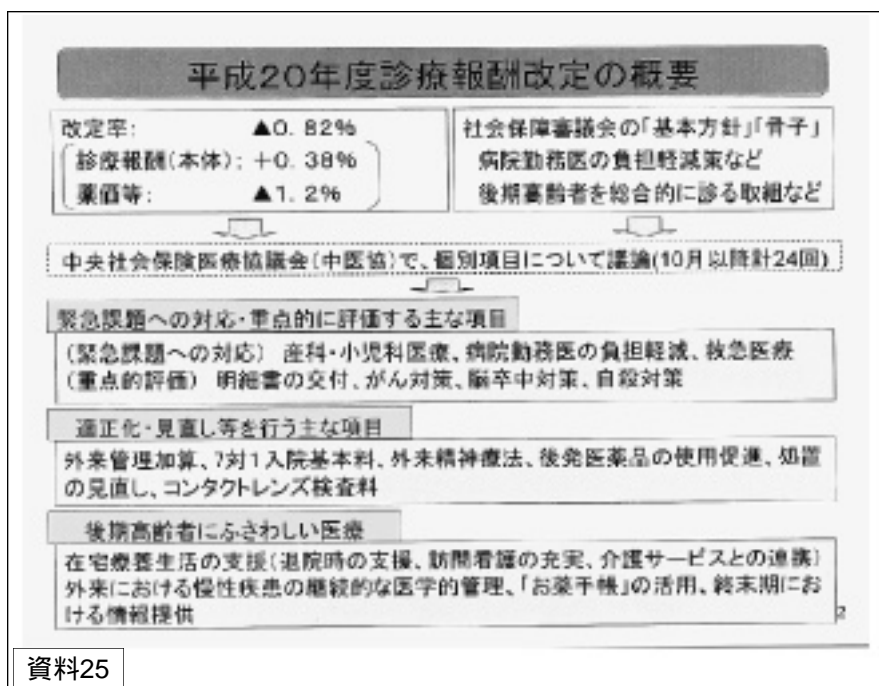 平成20年度診療報酬改定の概要
改定率: ▲0.82%
診療報酬(本体): +0.38%
薬価等: ▲1.2%
社会保障審議会の「基本方針」「骨子」
病院勤務医の負担軽減策など
後期高齢者を総合的に診る取組など
中央社会保険医療協議会(中医協)で、個別項目について議論(10月以降計24回)
緊急課題への対応・重点的に評価する主な項目
(緊急課題への対応) 産科・小児科医療、病院勤務医の負担軽減、救急医療
(重点的評価) 明細書の交付、がん対策、脳卒中対策、自殺対策
適正化・見直し等を行う主な項目
外来管理加算、7対1入院基本料、外来精神療法、後発医薬品の使用促進、処置
の見直し、コンタクトレンズ検査料
後期高齢者にふさわしい医療
在宅療養生活の支援(退院時の支援、訪問看護の充実、介護サービスとの連携)
外来における慢性疾患の継続的な医学的管理、「お薬手帳」の活用、終末期にお
ける情報提供
2
資料25